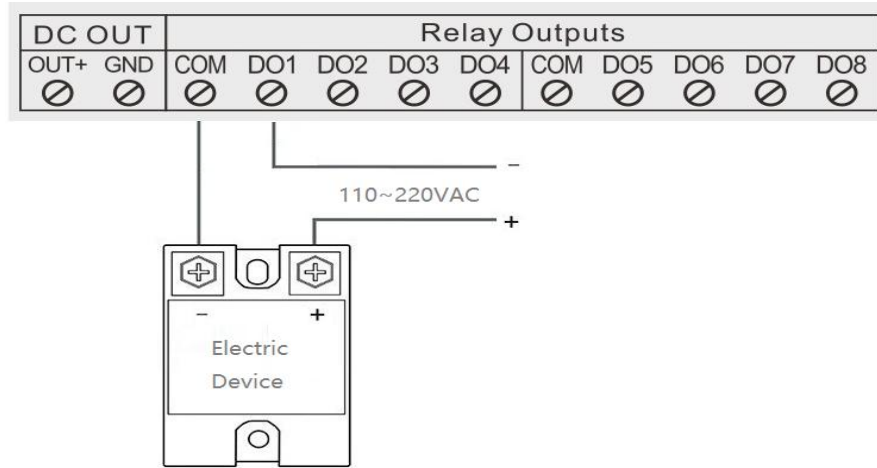 DC OUT Relay Outputs
OUT+ GND COM DO1 DO2 DO3 DO4 COM DO5 DO6 DO7 DO8
-
110~220VAC
+
- +
Electric
Device